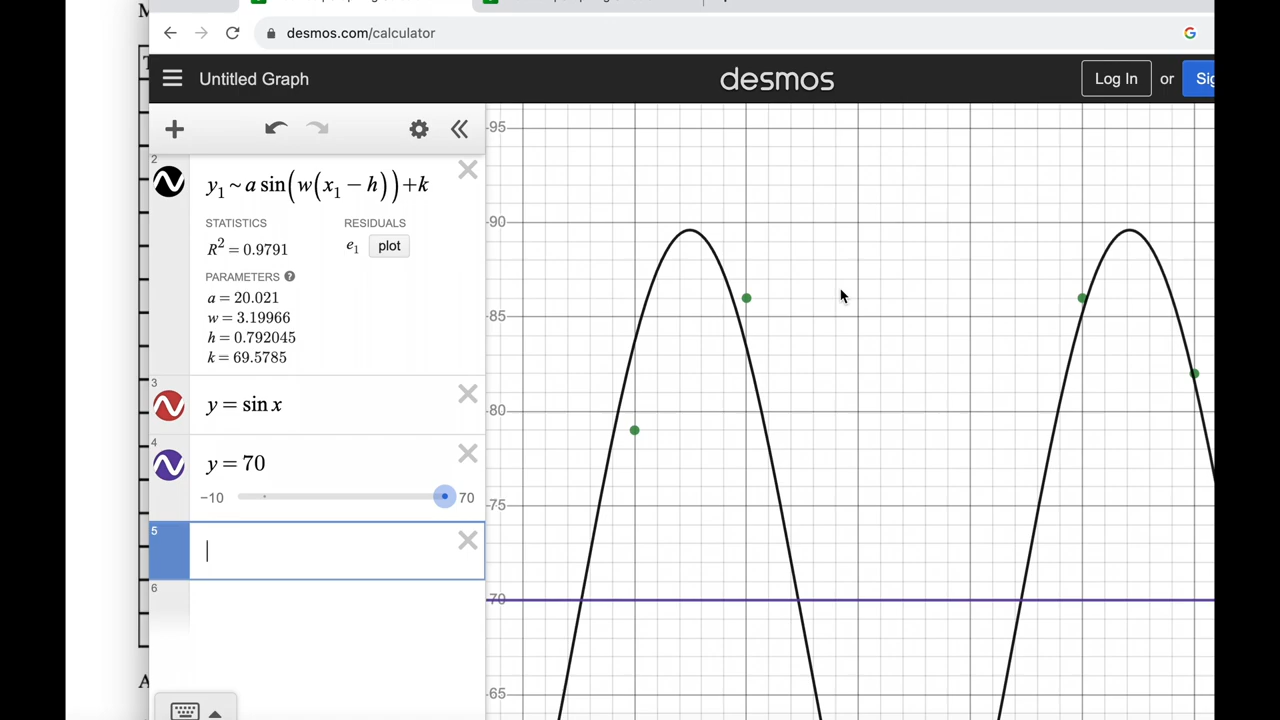 M
desmos.com/calculator
Untitled Graph
desmos
Log In or
T
2
y₁ ~ a sin(w(x₁ − h)) + k
STATISTICS RESIDUALS
R² = 0.9791 e₁ plot
PARAMETERS ?
a = 20.021
w = 3.19966
h = 0.792045
k = 69.5785
3
y = sin x
4
y = 70
−10 70
5
6
95
90
85
80
75
70
65
A